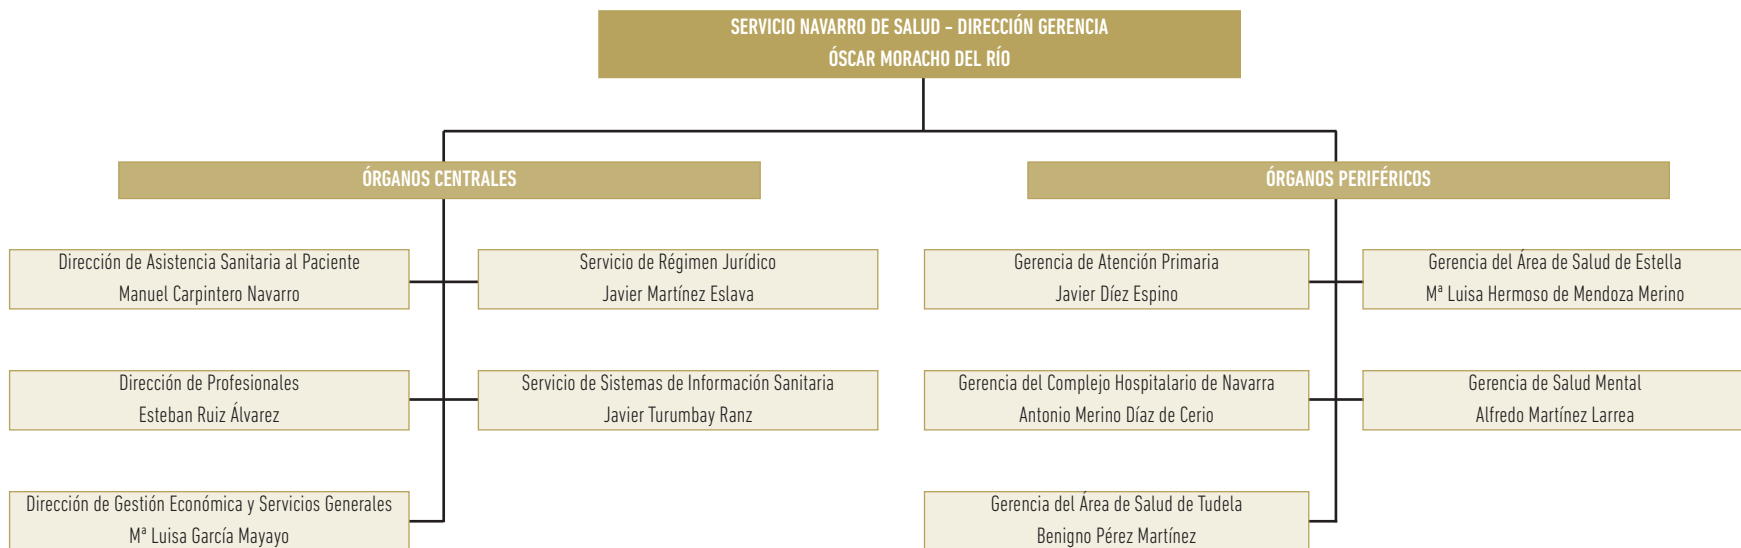 SERVICIO NAVARRO DE SALUD – DIRECCIÓN GERENCIA
ÓSCAR MORACHO DEL RÍO
ÓRGANOS CENTRALES
Dirección de Asistencia Sanitaria al Paciente
Manuel Carpintero Navarro
Servicio de Régimen Jurídico
Javier Martínez Eslava
Dirección de Profesionales
Esteban Ruiz Álvarez
Servicio de Sistemas de Información Sanitaria
Javier Turumbay Ranz
Dirección de Gestión Económica y Servicios Generales
Mª Luisa García Mayayo
ÓRGANOS PERIFÉRICOS
Gerencia de Atención Primaria
Javier Díez Espino
Gerencia del Área de Salud de Estella
Mª Luisa Hermoso de Mendoza Merino
Gerencia del Complejo Hospitalario de Navarra
Antonio Merino Díaz de Cerio
Gerencia de Salud Mental
Alfredo Martínez Larrea
Gerencia del Área de Salud de Tudela
Benigno Pérez Martínez